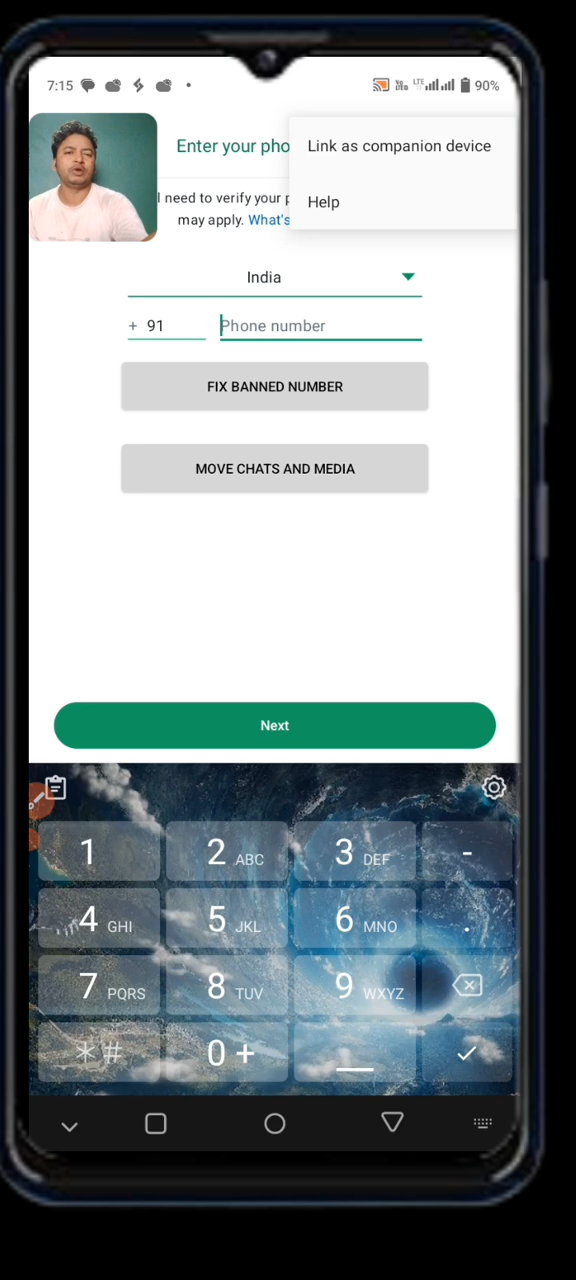 7:15
Vo LTE
90%
Enter your pho
Link as companion device
I need to verify your p
may apply. What's
Help
India
+ 91
Phone number
FIX BANNED NUMBER
MOVE CHATS AND MEDIA
Next
1
2 ABC
3 DEF
-
4 GHI
5 JKL
6 MNO
.
7 PQRS
8 TUV
9 WXYZ
*#
0 +